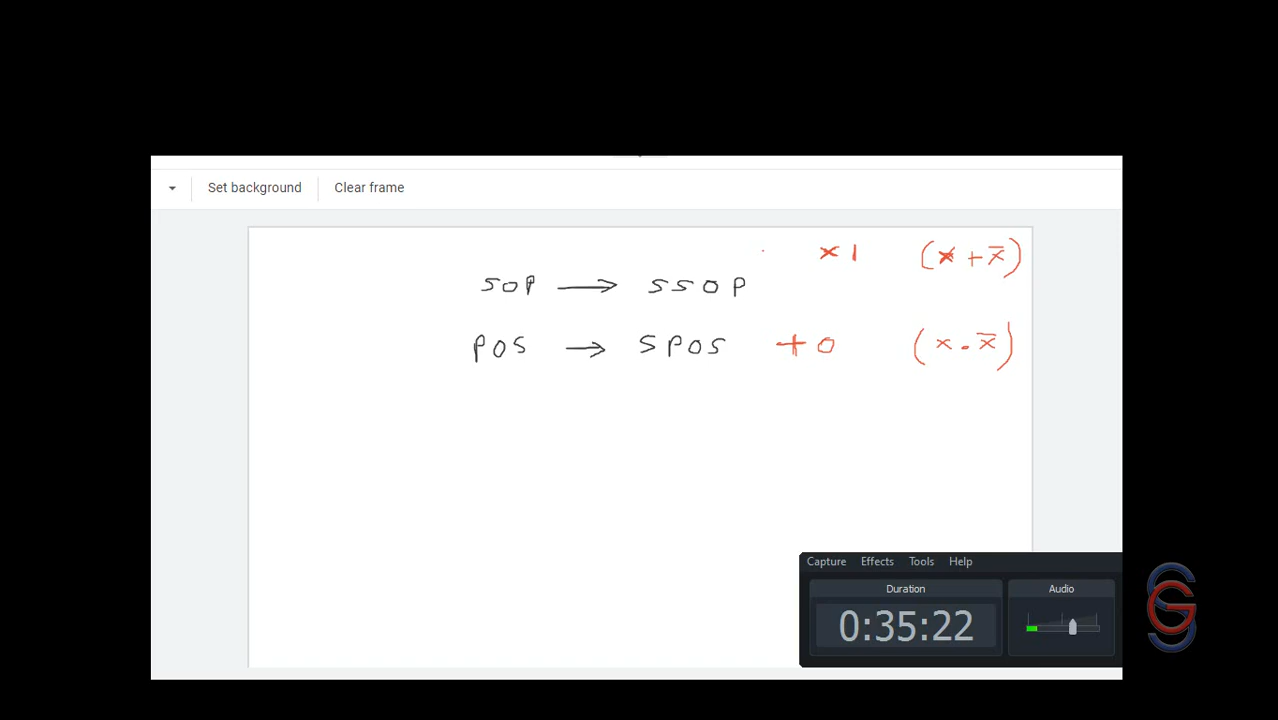 Set background Clear frame
SOP → SSOP ×1 (x + x̅)
POS → SPOS +0 (x . x̅)
Capture Effects Tools Help
Duration Audio
0:35:22